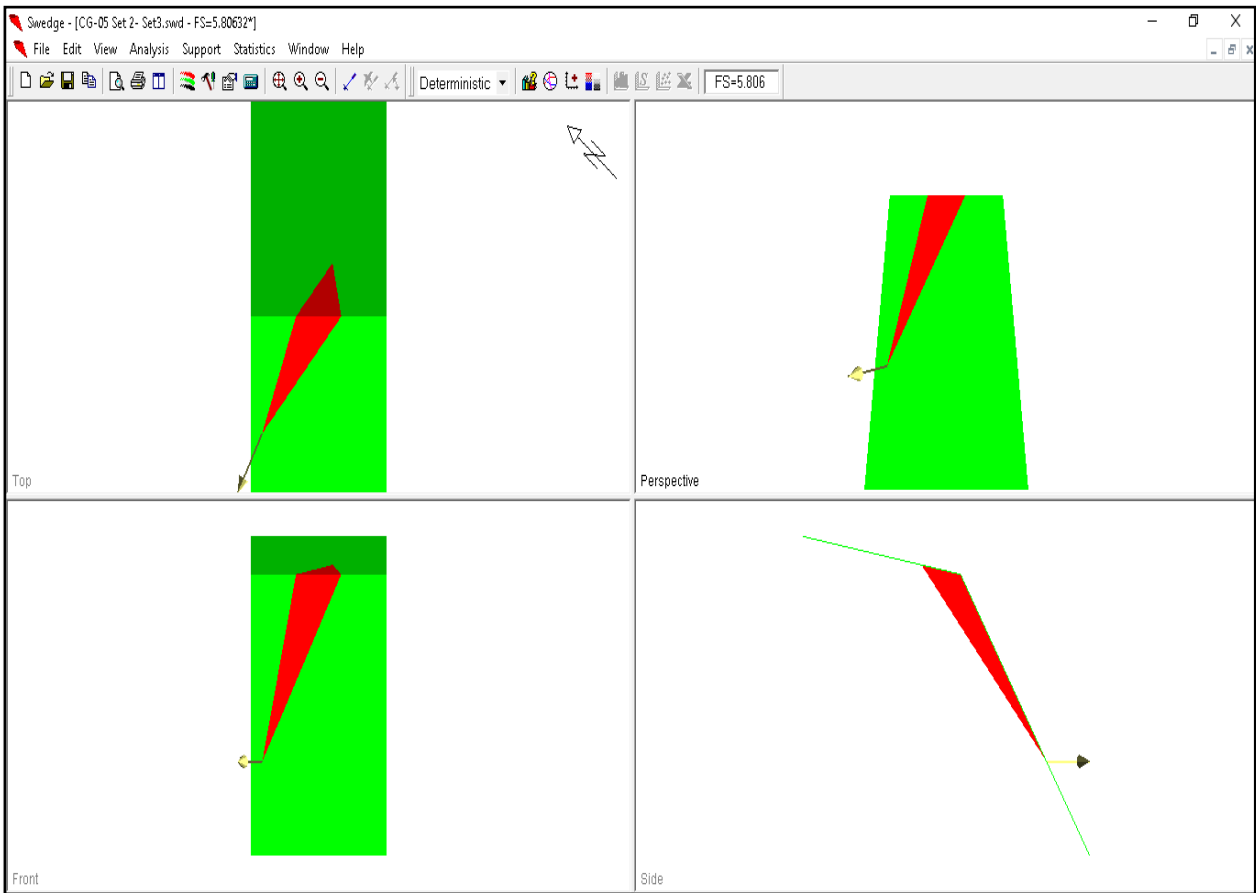 Swedge - [CG-05 Set 2- Set3.swd - FS=5.80632*]
File Edit View Analysis Support Statistics Window Help
Deterministic FS=5.806
Top
Perspective
Front
Side